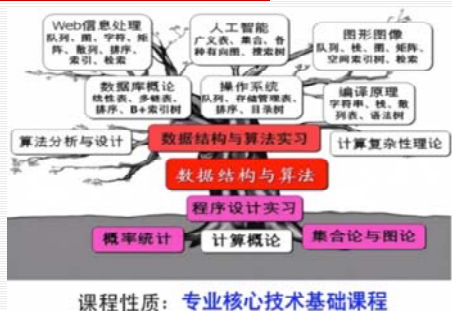 Web信息处理
队列、图、字符、矩
阵、散列、排序、
索引、检索
人工智能
广义表、集合、各
种有向图、搜索树
图形图像
队列、栈、图、矩阵、
空间索引树、检索
数据库概论
线性表、多链表、
排序、B+索引树
操作系统
队列、存储管理表、
排序、目录树
编译原理
字符串、栈、散
列表、语法树
算法分析与设计
数据结构与算法实习
计算复杂性理论
数据结构与算法
程序设计实习
概率统计
计算概论
集合论与图论
课程性质：专业核心技术基础课程